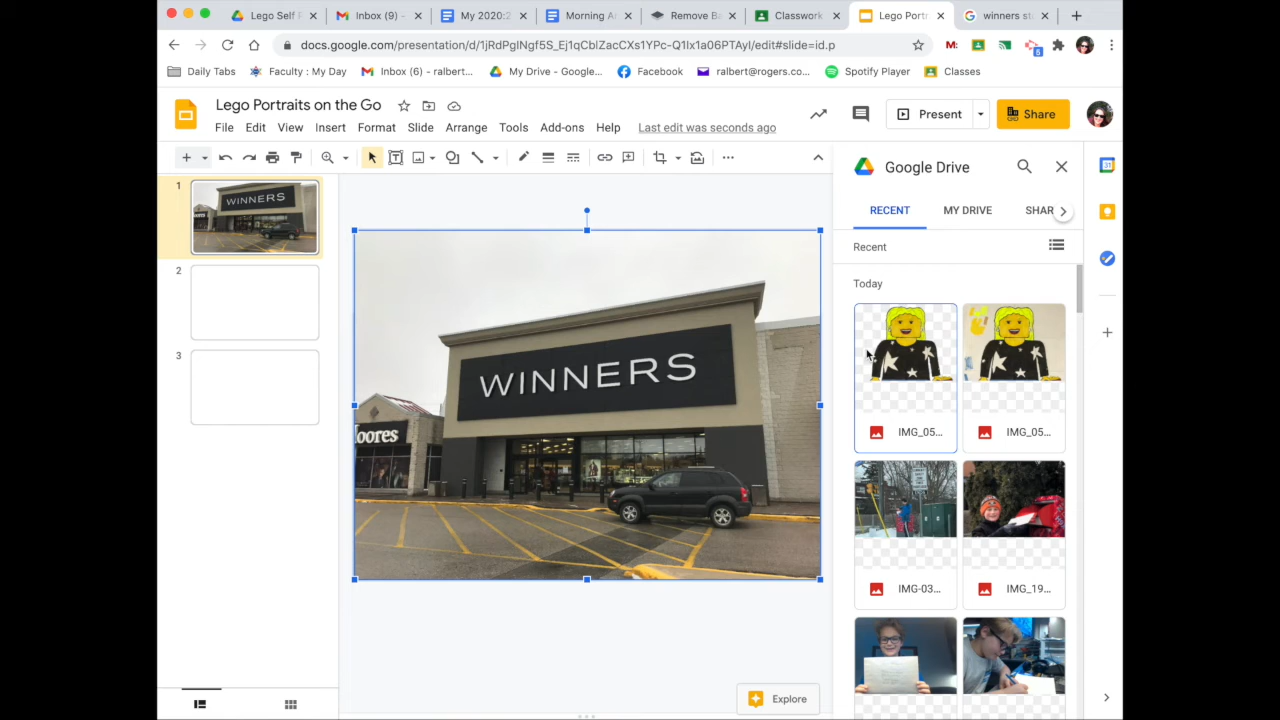 Lego Self P
Inbox (9) -
My 2020:2
Morning A
Remove Ba
Classwork
Lego Portr
winners st
docs.google.com/presentation/d/1jRdPgINgf5S_Ej1qCblZacCXs1YPc-Q1Ix1a06PTAyI/edit#slide=id.p
M:
5
Daily Tabs
Faculty : My Day
Inbox (6) - ralbert...
My Drive - Google...
Facebook
ralbert@rogers.co...
Spotify Player
Classes
Lego Portraits on the Go
File Edit View Insert Format Slide Arrange Tools Add-ons Help Last edit was seconds ago
Present
Share
Google Drive
RECENT MY DRIVE SHAR
Recent
Today
1
WINNERS
2
3
WINNERS
oores
IMG_05...
IMG_05...
IMG-03...
IMG_19...
Explore
31